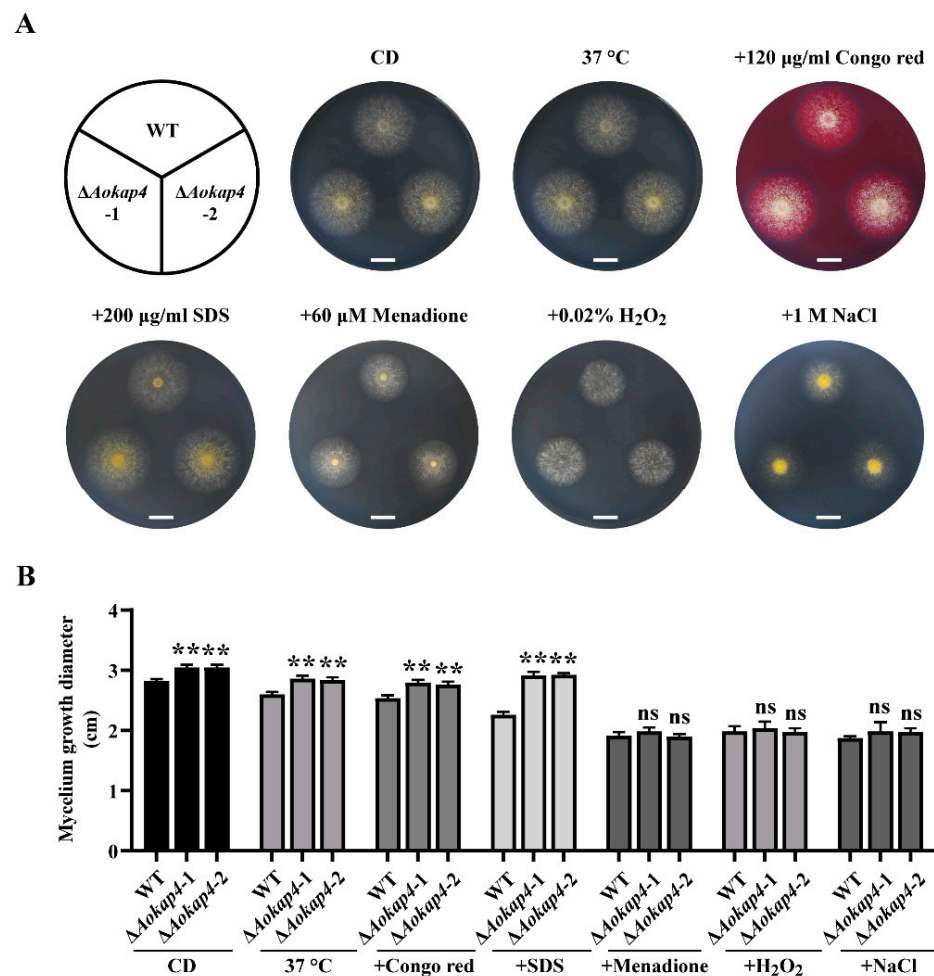 A
CD
37 °C
+120 μg/ml Congo red
WT
ΔAokap4
-1
ΔAokap4
-2
+200 μg/ml SDS
+60 μM Menadione
+0.02% H₂O₂
+1 M NaCl
B
Mycelium growth diameter
(cm)
4
3
2
1
0
** ** ** ** ** ** ** ** ns ns ns ns ns ns
WT ΔAokap4-1 ΔAokap4-2 WT ΔAokap4-1 ΔAokap4-2 WT ΔAokap4-1 ΔAokap4-2 WT ΔAokap4-1 ΔAokap4-2 WT ΔAokap4-1 ΔAokap4-2 WT ΔAokap4-1 ΔAokap4-2 WT ΔAokap4-1 ΔAokap4-2
CD 37 °C +Congo red +SDS +Menadione +H₂O₂ +NaCl